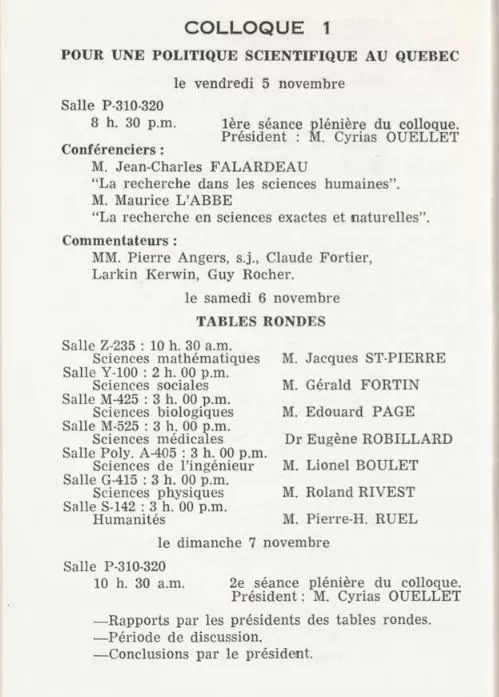 COLLOQUE 1
POUR UNE POLITIQUE SCIENTIFIQUE AU QUEBEC
le vendredi 5 novembre
Salle P-310-320
8 h. 30 p.m. 1ère séance plénière du colloque.
Président : M. Cyrias OUELLET
Conférenciers :
M. Jean-Charles FALARDEAU
“La recherche dans les sciences humaines”.
M. Maurice L'ABBE
“La recherche en sciences exactes et naturelles”.
Commentateurs :
MM. Pierre Angers, s.j., Claude Fortier,
Larkin Kerwin, Guy Rocher.
le samedi 6 novembre
TABLES RONDES
Salle Z-235 : 10 h. 30 a.m.
Sciences mathématiques M. Jacques ST-PIERRE
Salle Y-100 : 2 h. 00 p.m.
Sciences sociales M. Gérald FORTIN
Salle M-425 : 3 h. 00 p.m.
Sciences biologiques M. Edouard PAGE
Salle M-525 : 3 h. 00 p.m.
Sciences médicales Dr Eugène ROBILLARD
Salle Poly. A-405 : 3 h. 00 p.m.
Sciences de l'ingénieur M. Lionel BOULET
Salle G-415 : 3 h. 00 p.m.
Sciences physiques M. Roland RIVEST
Salle S-142 : 3 h. 00 p.m.
Humanités M. Pierre-H. RUEL
le dimanche 7 novembre
Salle P-310-320
10 h. 30 a.m. 2e séance plénière du colloque.
Président : M. Cyrias OUELLET
—Rapports par les présidents des tables rondes.
—Période de discussion.
—Conclusions par le président.